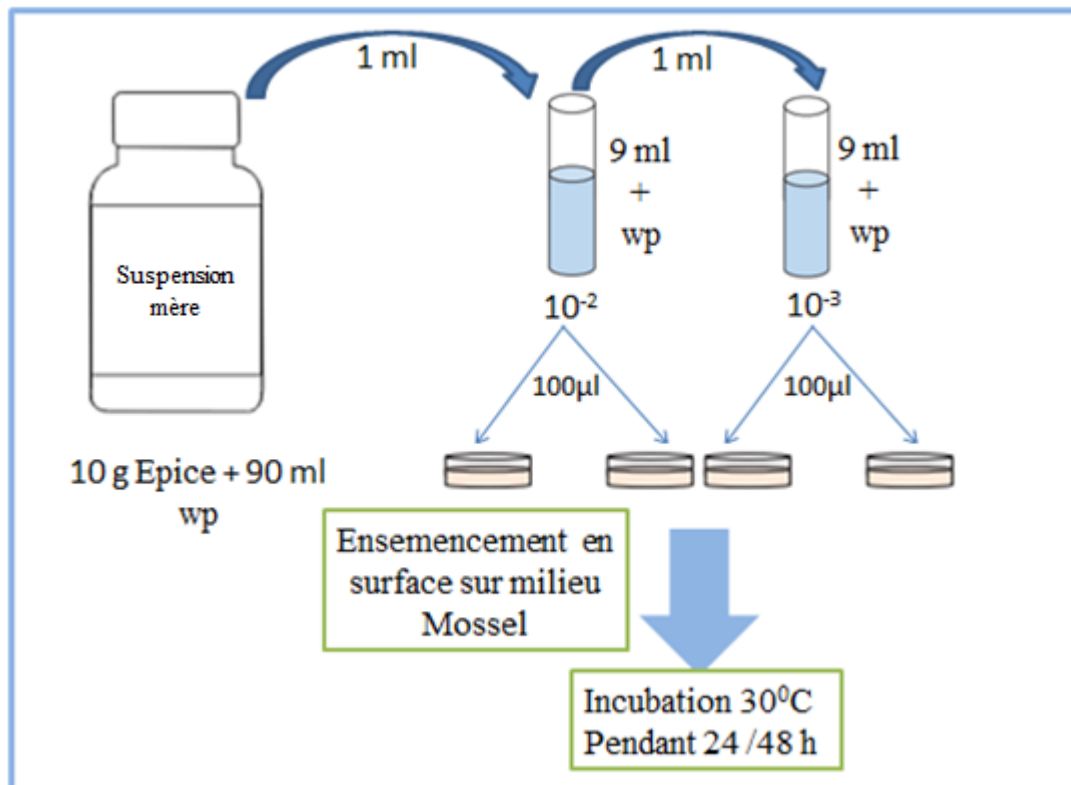 1 ml
1 ml
9 ml
+
wp
9 ml
+
wp
Suspension
mère
10⁻²
10⁻³
100µl
100µl
10 g Epice + 90 ml
wp
Ensemencement en
surface sur milieu
Mossel
Incubation 30⁰C
Pendant 24 /48 h